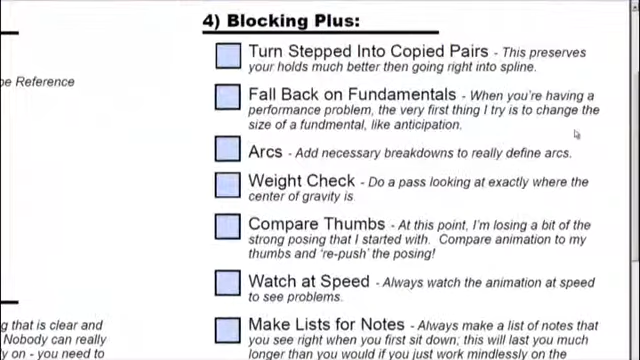 4) Blocking Plus:
Turn Stepped Into Copied Pairs - This preserves
your holds much better then going right into spline.
Fall Back on Fundamentals - When you're having a
performance problem, the very first thing I try is to change the
size of a fundmental, like anticipation.
Arcs - Add necessary breakdowns to really define arcs.
Weight Check - Do a pass looking at exactly where the
center of gravity is
Compare Thumbs - At this point, I'm losing a bit of the
strong posing that I started with. Compare animation to my
thumbs and 're-push' the posing!
Watch at Speed - Always watch the animation at speed
to see problems.
Make Lists for Notes - Always make a list of notes that
you see right when you first sit down; this will last you much
longer than you would if you just work mindlessly on the
Reference
g that is clear and
Nobody can really
y on - you need to